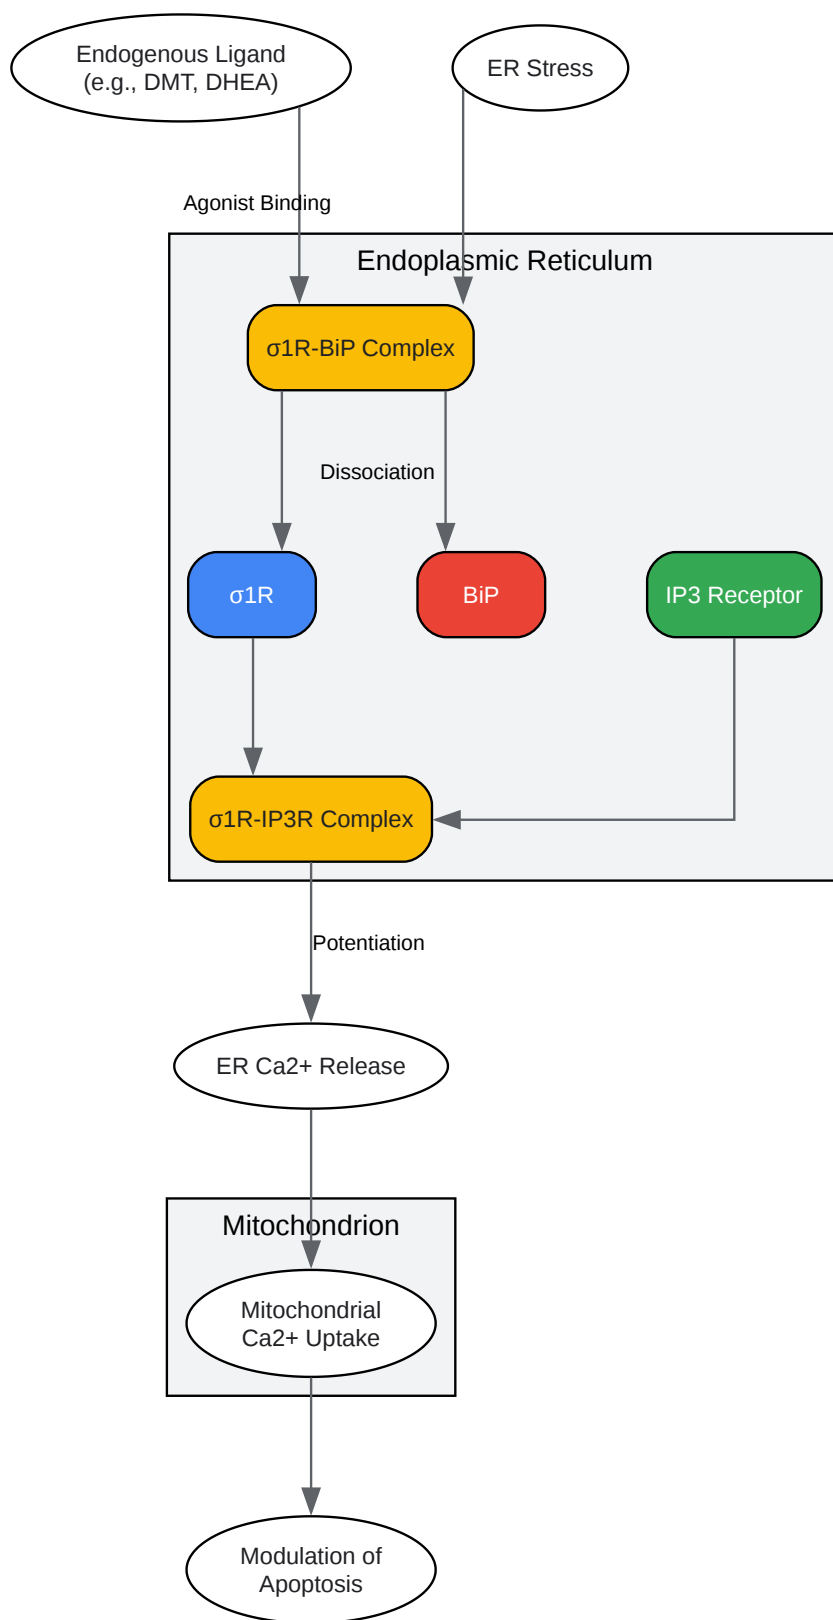 Endogenous Ligand
(e.g., DMT, DHEA)
ER Stress
Agonist Binding
Endoplasmic Reticulum
σ1R-BiP Complex
Dissociation
σ1R
BiP
IP3 Receptor
σ1R-IP3R Complex
Potentiation
ER Ca2+ Release
Mitochondrion
Mitochondrial
Ca2+ Uptake
Modulation of
Apoptosis